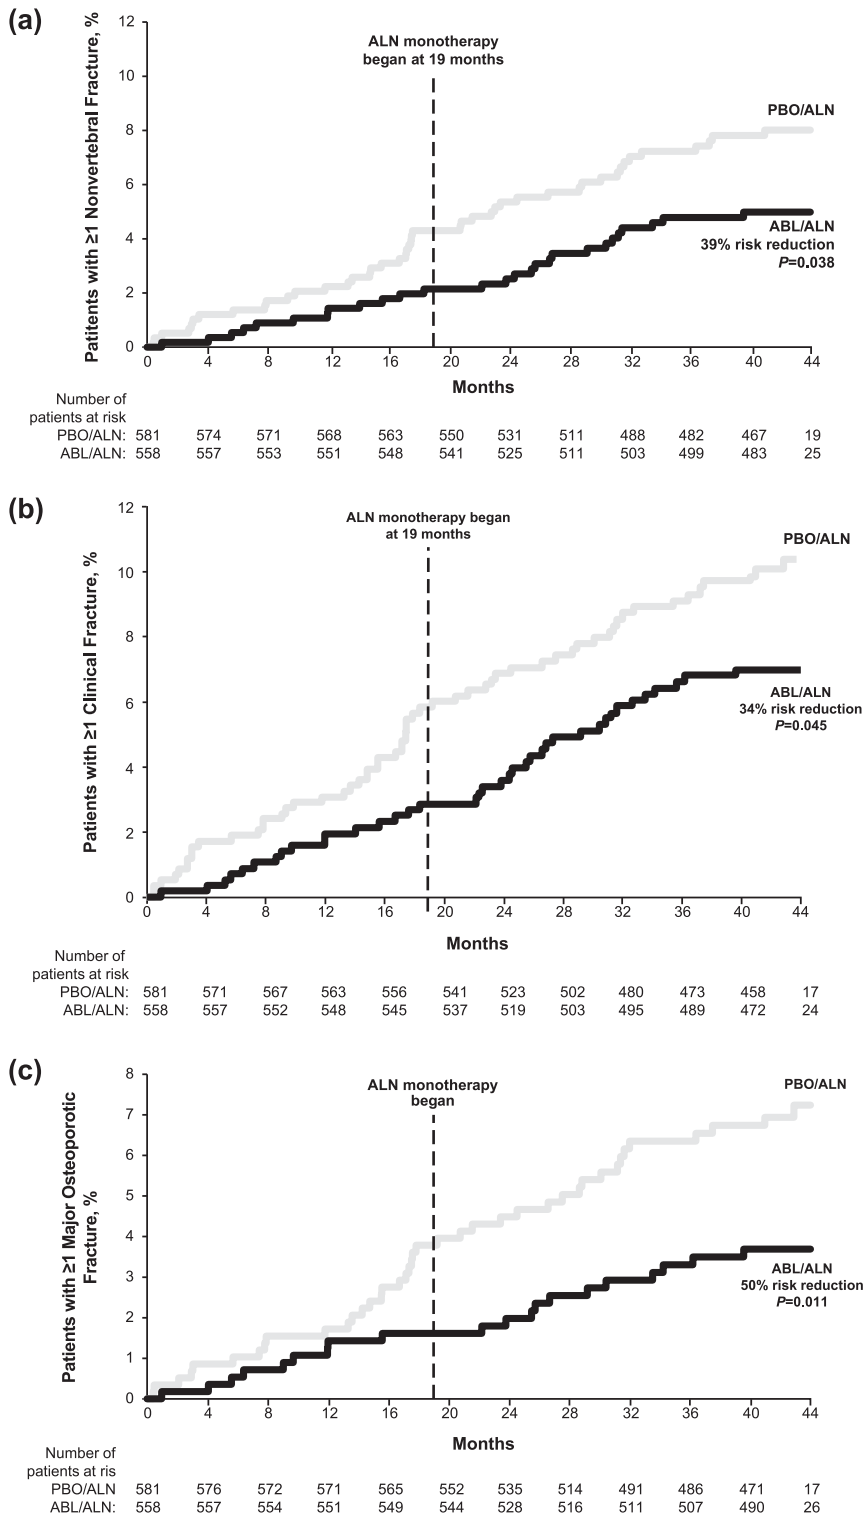 (a)
Patitents with ≥1 Nonvertebral Fracture, %
12
10
8
6
4
2
0
ALN monotherapy
began at 19 months
PBO/ALN
ABL/ALN
39% risk reduction
P=0.038
0 4 8 12 16 20 24 28 32 36 40 44
Months
Number of
patients at risk
PBO/ALN: 581 574 571 568 563 550 531 511 488 482 467 19
ABL/ALN: 558 557 553 551 548 541 525 511 503 499 483 25
(b)
Patients with ≥1 Clinical Fracture, %
12
10
8
6
4
2
0
ALN monotherapy began
at 19 months
PBO/ALN
ABL/ALN
34% risk reduction
P=0.045
0 4 8 12 16 20 24 28 32 36 40 44
Months
Number of
patients at risk
PBO/ALN: 581 571 567 563 556 541 523 502 480 473 458 17
ABL/ALN: 558 557 552 548 545 537 519 503 495 489 472 24
(c)
Patients with ≥1 Major Osteoporotic
Fracture, %
8
7
6
5
4
3
2
1
0
ALN monotherapy
began
PBO/ALN
ABL/ALN
50% risk reduction
P=0.011
0 4 8 12 16 20 24 28 32 36 40 44
Months
Number of
patients at ris
PBO/ALN 581 576 572 571 565 552 535 514 491 486 471 17
ABL/ALN: 558 557 554 551 549 544 528 516 511 507 490 26